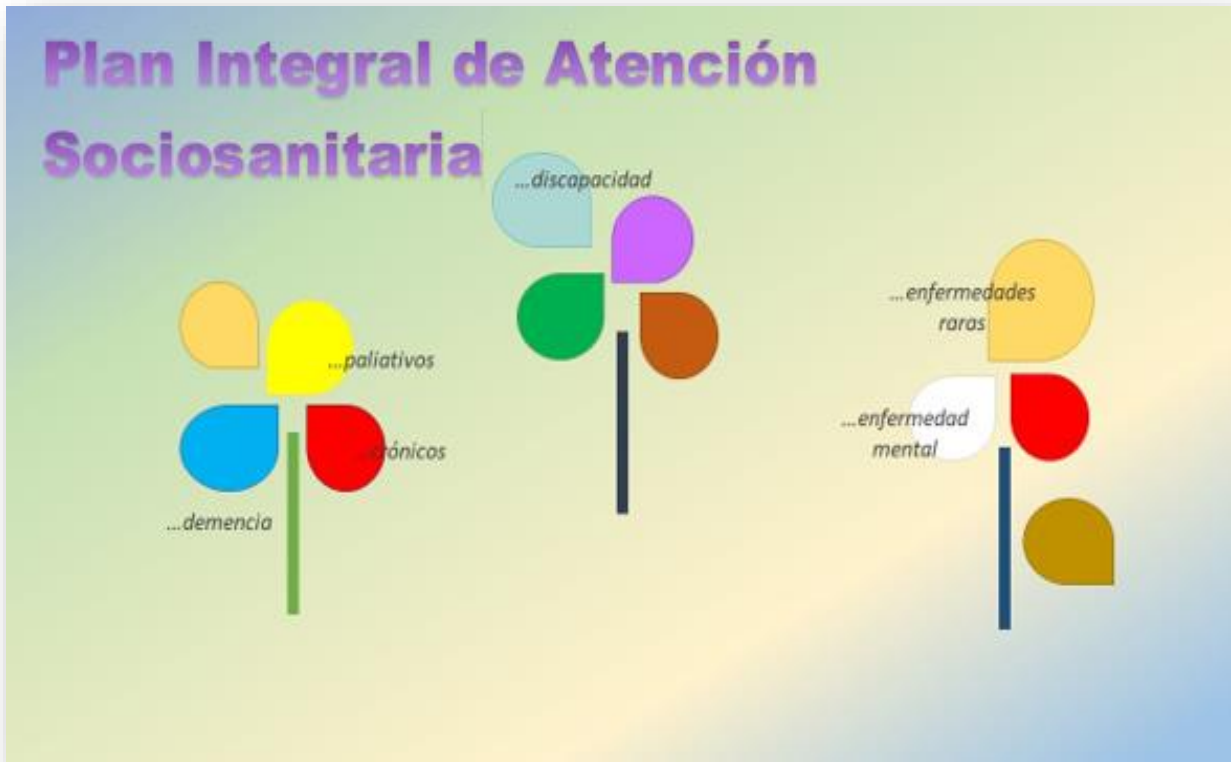 Plan Integral de Atención
Sociosanitaria
...discapacidad
...enfermedades
raras
...paliativos
...enfermedad
mental
...crónicos
...demencia